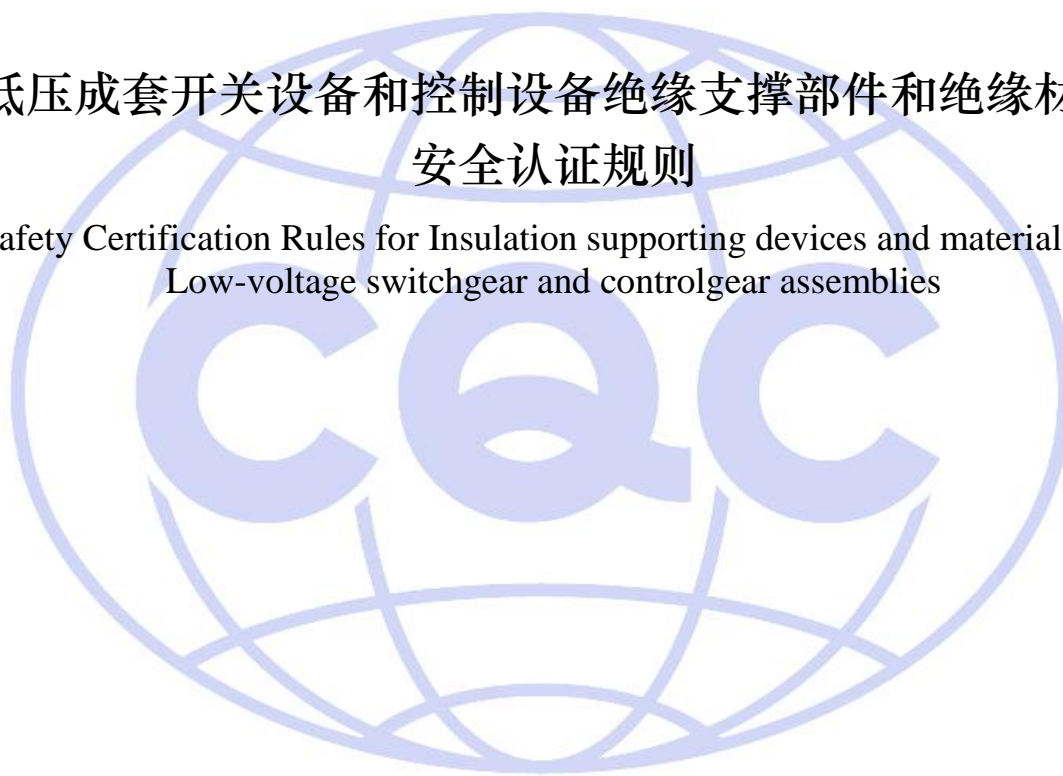 低压成套开关设备和控制设备绝缘支撑部件和绝缘材
安全认证规则
afety Certification Rules for Insulation supporting devices and material
Low-voltage switchgear and controlgear assemblies
CQC